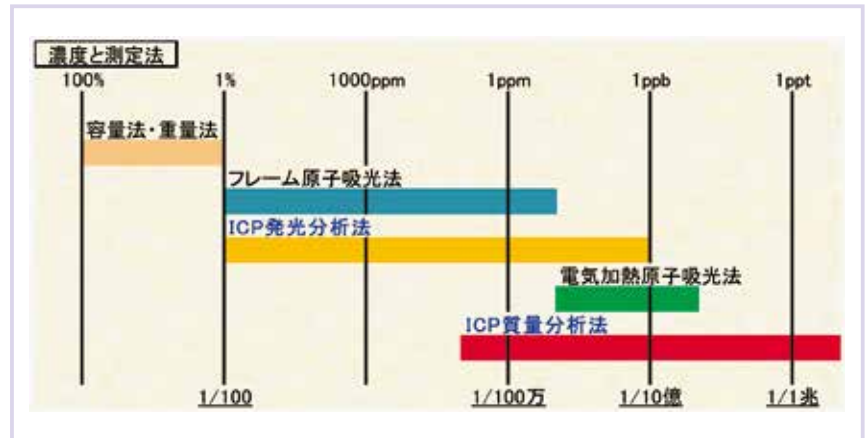 濃度と測定法
100% 1% 1000ppm 1ppm 1ppb 1ppt
容量法・重量法
フレーム原子吸光法
ICP発光分析法
電気加熱原子吸光法
ICP質量分析法
1/100 1/100万 1/10億 1/1兆